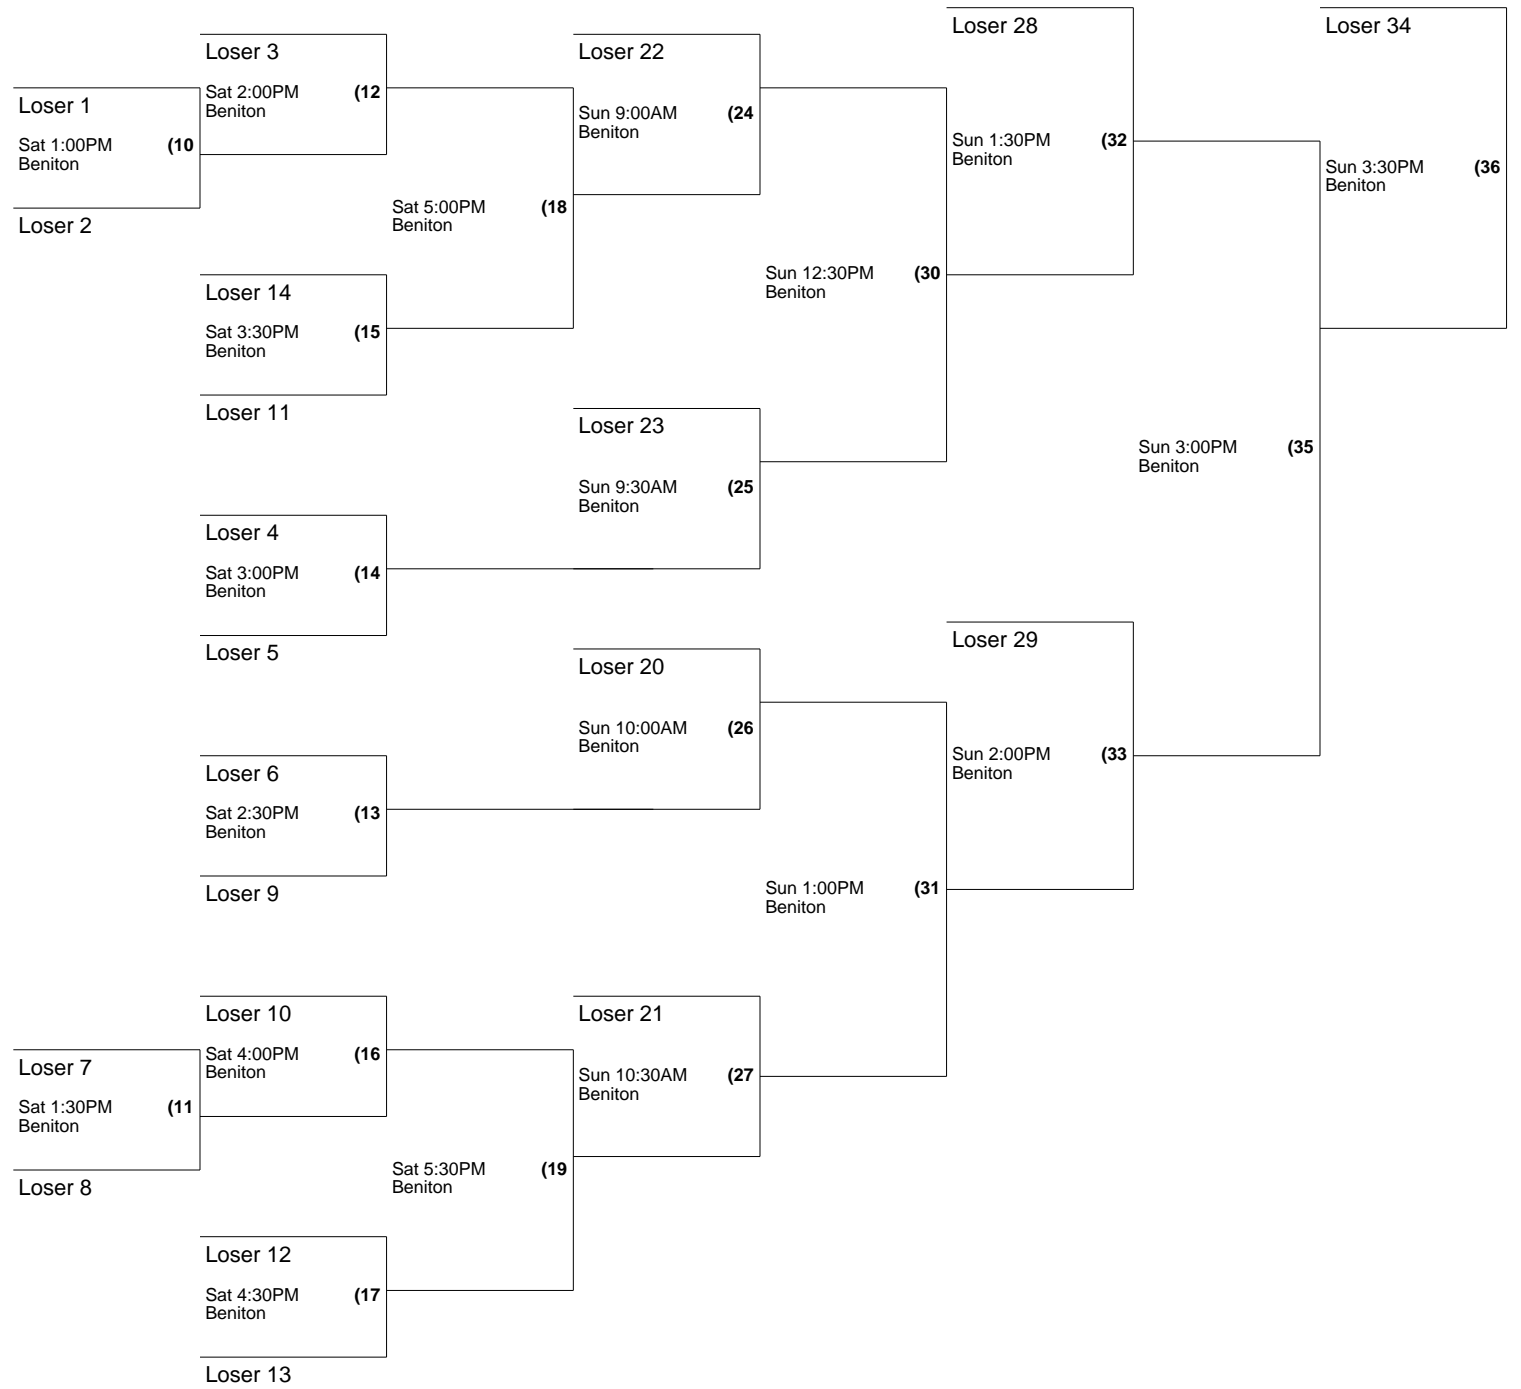 Loser 28
Loser 34
Loser 3
Loser 22
Sat 2:00PM (12
Beniton
Loser 1
Sun 9:00AM (24
Beniton
Sat 1:00PM (10
Beniton
Sun 1:30PM (32
Beniton
Sun 3:30PM (36
Beniton
Sat 5:00PM (18
Beniton
Loser 2
Sun 12:30PM (30
Beniton
Loser 14
Sat 3:30PM (15
Beniton
Loser 11
Loser 23
Sun 3:00PM (35
Beniton
Sun 9:30AM (25
Beniton
Loser 4
Sat 3:00PM (14
Beniton
Loser 5
Loser 29
Loser 20
Sun 10:00AM (26
Beniton
Sun 2:00PM (33
Beniton
Loser 6
Sat 2:30PM (13
Beniton
Loser 9
Sun 1:00PM (31
Beniton
Loser 10
Loser 21
Sat 4:00PM (16
Beniton
Loser 7
Sun 10:30AM (27
Beniton
Sat 1:30PM (11
Beniton
Sat 5:30PM (19
Beniton
Loser 8
Loser 12
Sat 4:30PM (17
Beniton
Loser 13